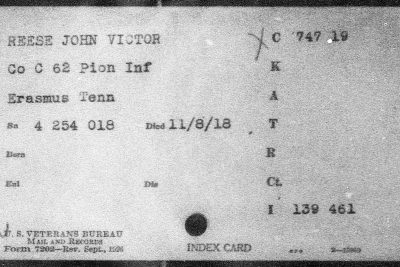 REESE JOHN VICTOR C 747 19
Co C 62 Pion Inf K
Erasmus Tenn A
Sn 4 254 018 Died 11/8/18 T
Born R
Enl Dis Ct.
I 139 461
U. S. VETERANS BUREAU
MAIL AND RECORDS
Form 7202—Rev. Sept., 1926 INDEX CARD